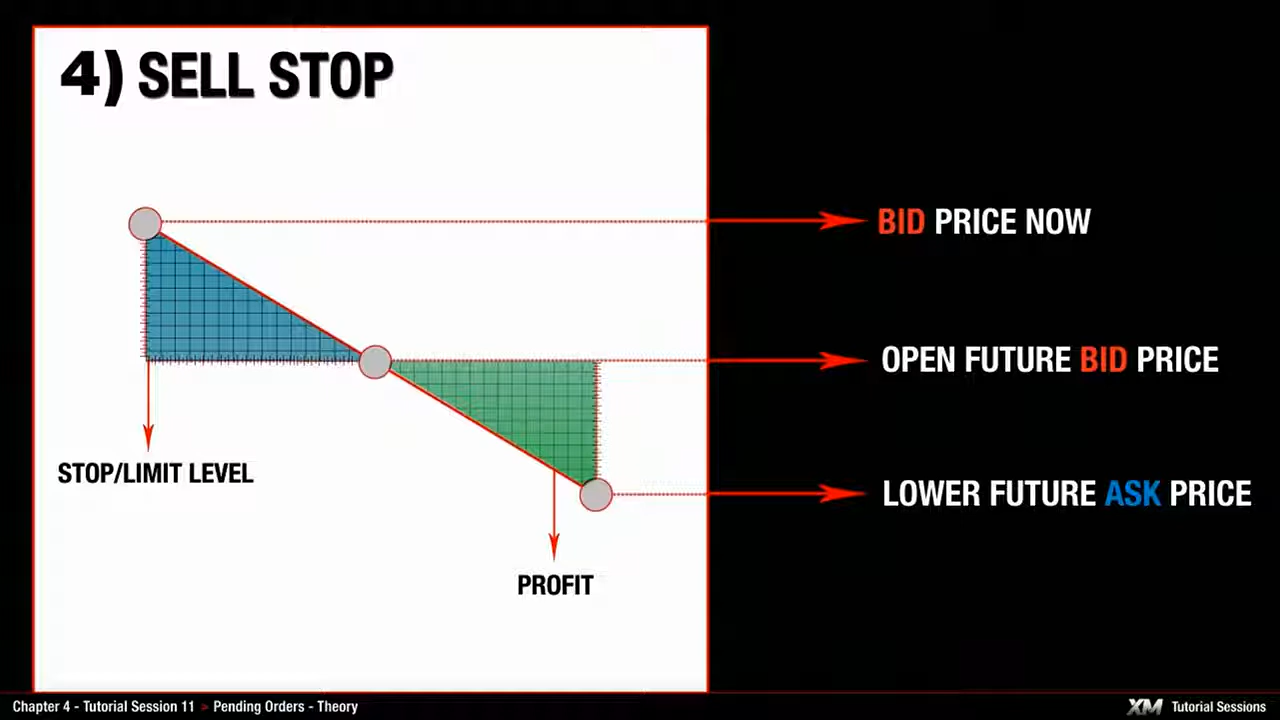 4) SELL STOP
BID PRICE NOW
OPEN FUTURE BID PRICE
STOP/LIMIT LEVEL
LOWER FUTURE ASK PRICE
PROFIT
Chapter 4 - Tutorial Session 11 > Pending Orders - Theory
XM Tutorial Sessions